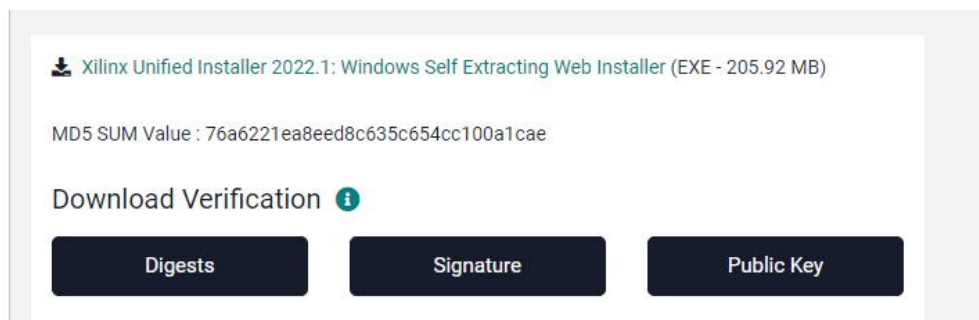 Xilinx Unified Installer 2022.1: Windows Self Extracting Web Installer (EXE - 205.92 MB)
MD5 SUM Value : 76a6221ea8eed8c635c654cc100a1cae
Download Verification
Digests
Signature
Public Key